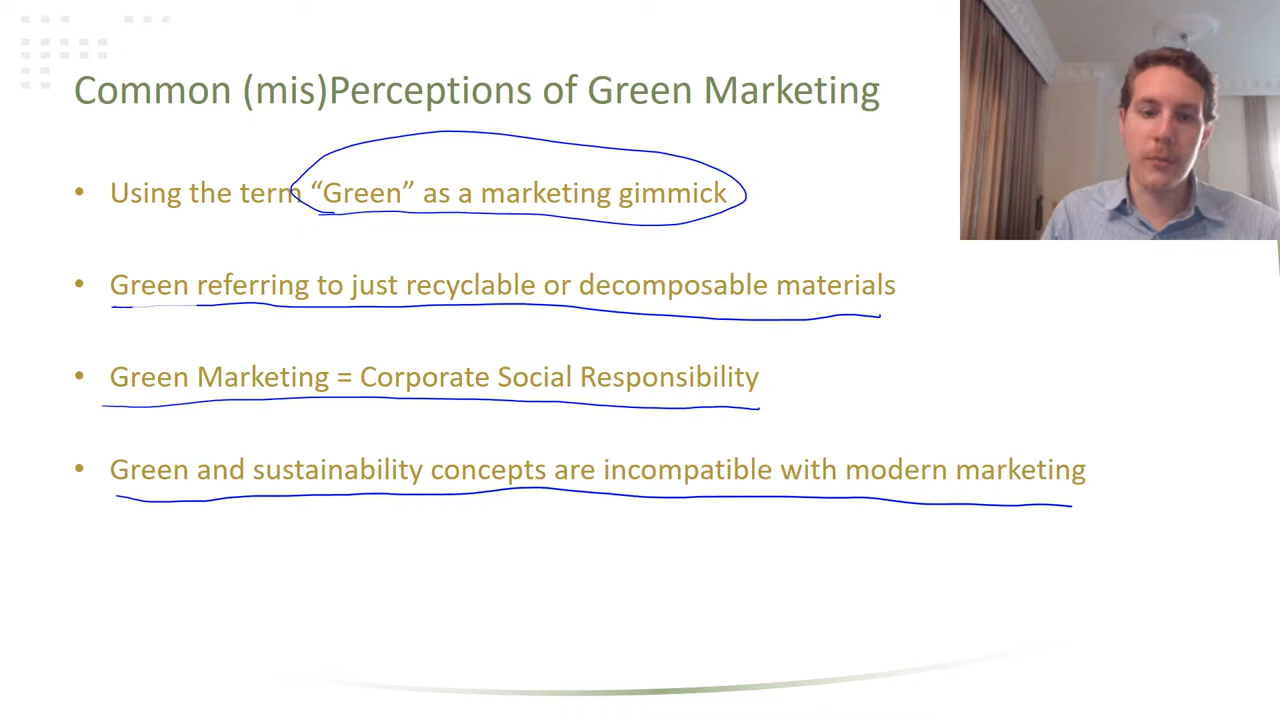 Common (mis)Perceptions of Green Marketing
• Using the term “Green” as a marketing gimmick
• Green referring to just recyclable or decomposable materials
• Green Marketing = Corporate Social Responsibility
• Green and sustainability concepts are incompatible with modern marketing